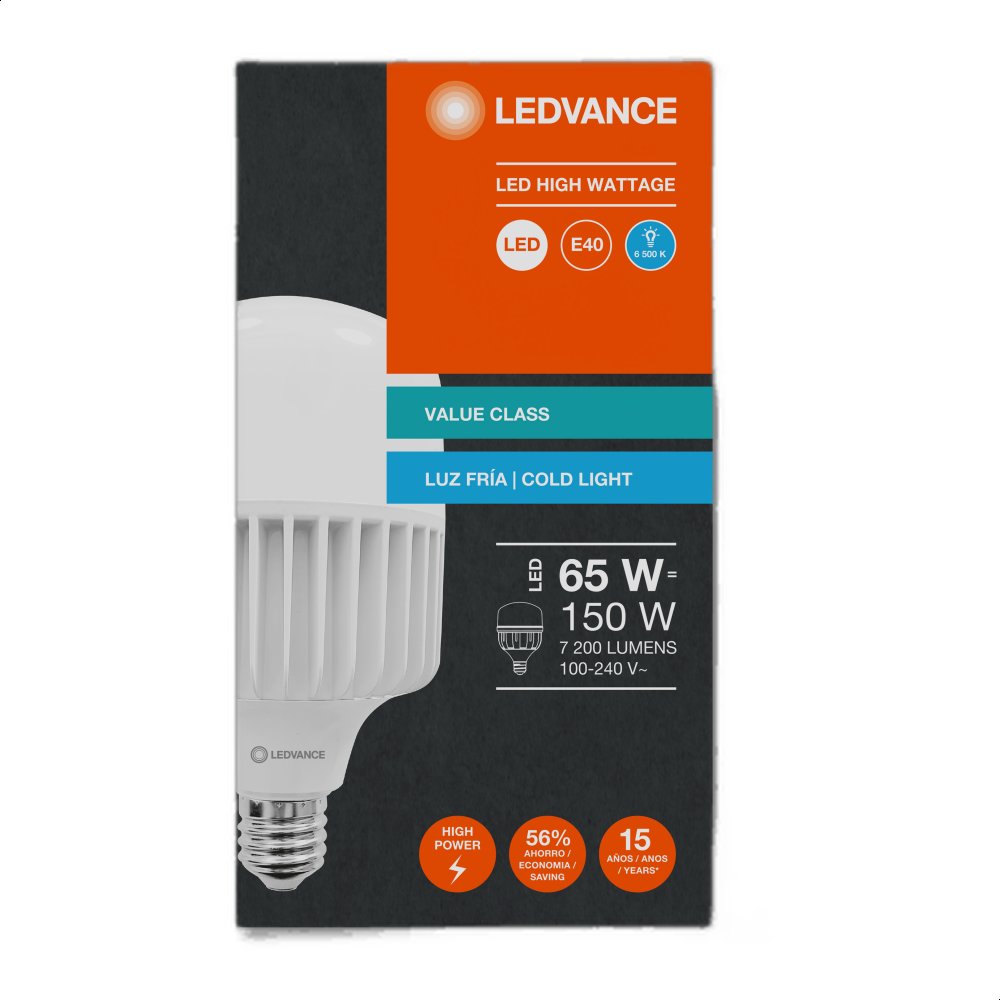 LEDVANCE
LED HIGH WATTAGE
LED
E40
6 500 K
VALUE CLASS
LUZ FRÍA | COLD LIGHT
LED
65 W=
150 W
7 200 LUMENS
100-240 V~
LEDVANCE
HIGH
POWER
56%
AHORRO /
ECONOMIA /
SAVING
15
AÑOS / ANOS
/ YEARS*